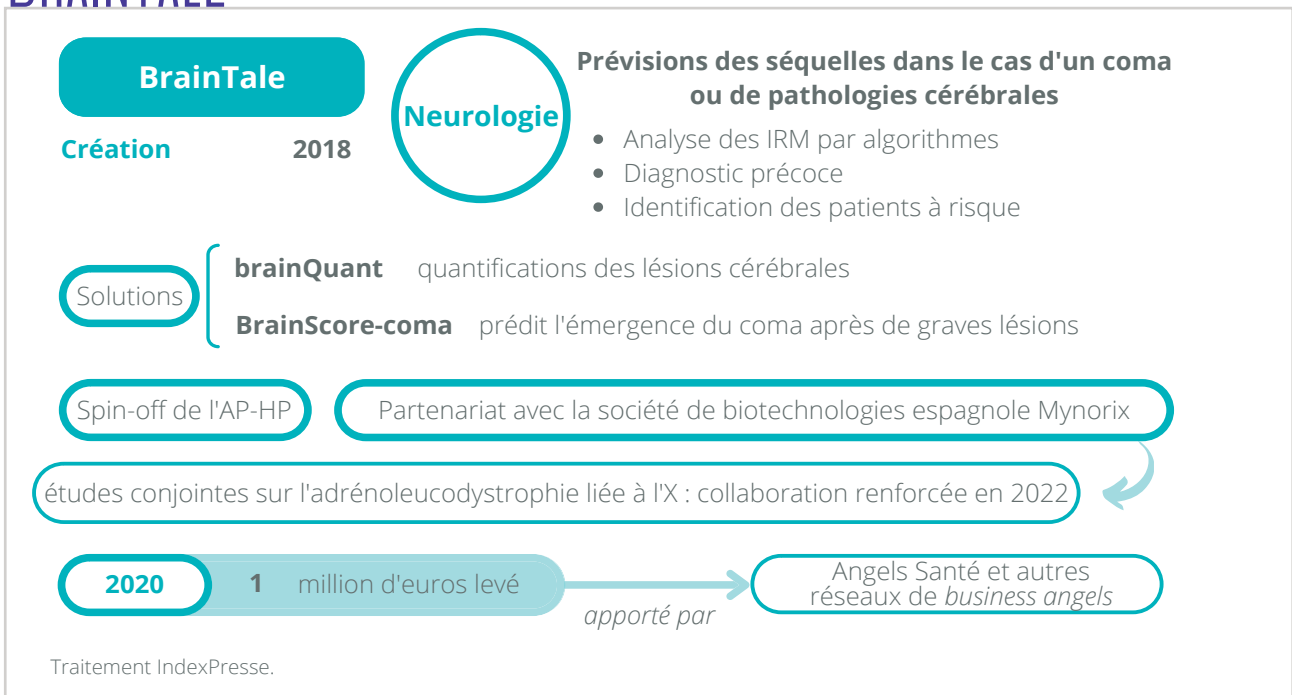 BRAINTALE
BrainTale
Création 2018
Neurologie
Prévisions des séquelles dans le cas d'un coma
ou de pathologies cérébrales
• Analyse des IRM par algorithmes
• Diagnostic précoce
• Identification des patients à risque
Solutions
brainQuant quantifications des lésions cérébrales
BrainScore-coma prédit l'émergence du coma après de graves lésions
Spin-off de l'AP-HP
Partenariat avec la société de biotechnologies espagnole Mynorix
études conjointes sur l'adrénoleucodystrophie liée à l'X : collaboration renforcée en 2022
2020 1 million d'euros levé
apporté par
Angels Santé et autres
réseaux de business angels
Traitement IndexPresse.